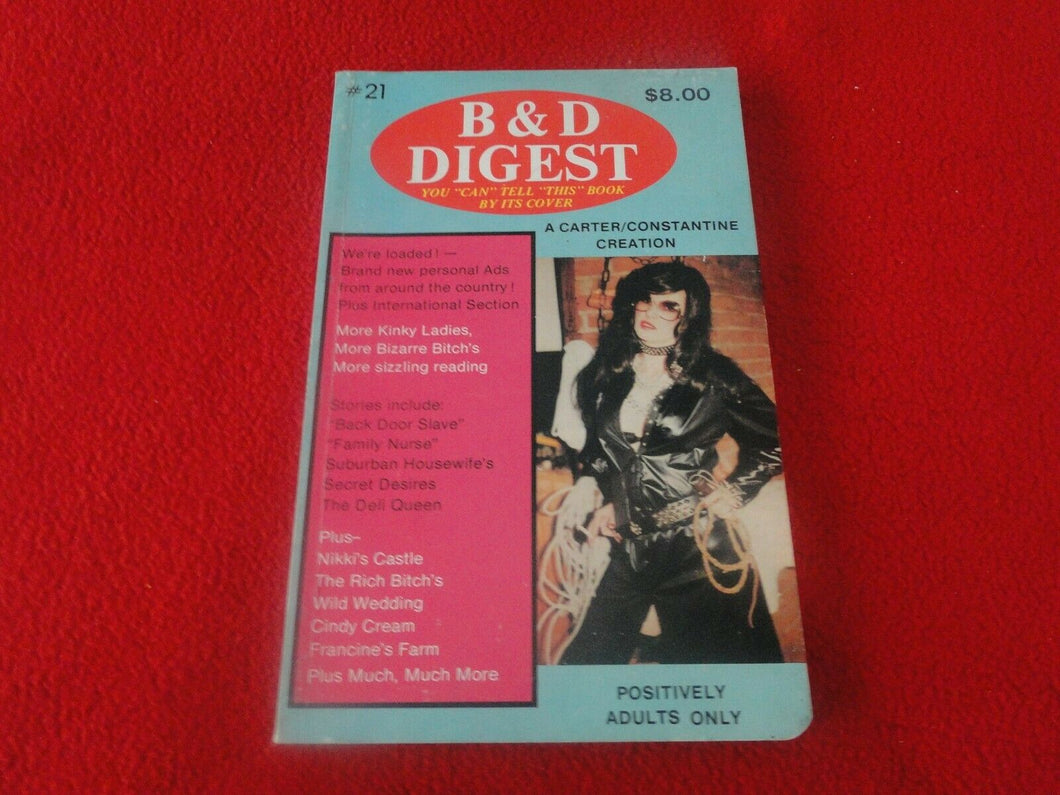 #21
$8.00
B & D
DIGEST
YOU "CAN" TELL "THIS" BOOK
BY ITS COVER
A CARTER/CONSTANTINE
CREATION
We're loaded! —
Brand new personal Ads
from around the country!
Plus International Section
More Kinky Ladies,
More Bizarre Bitch's
More sizzling reading
Stories include:
"Back Door Slave"
"Family Nurse"
Suburban Housewife's
Secret Desires
The Deli Queen
Plus–
Nikki's Castle
The Rich Bitch's
Wild Wedding
Cindy Cream
Francine's Farm
Plus Much, Much More
POSITIVELY
ADULTS ONLY